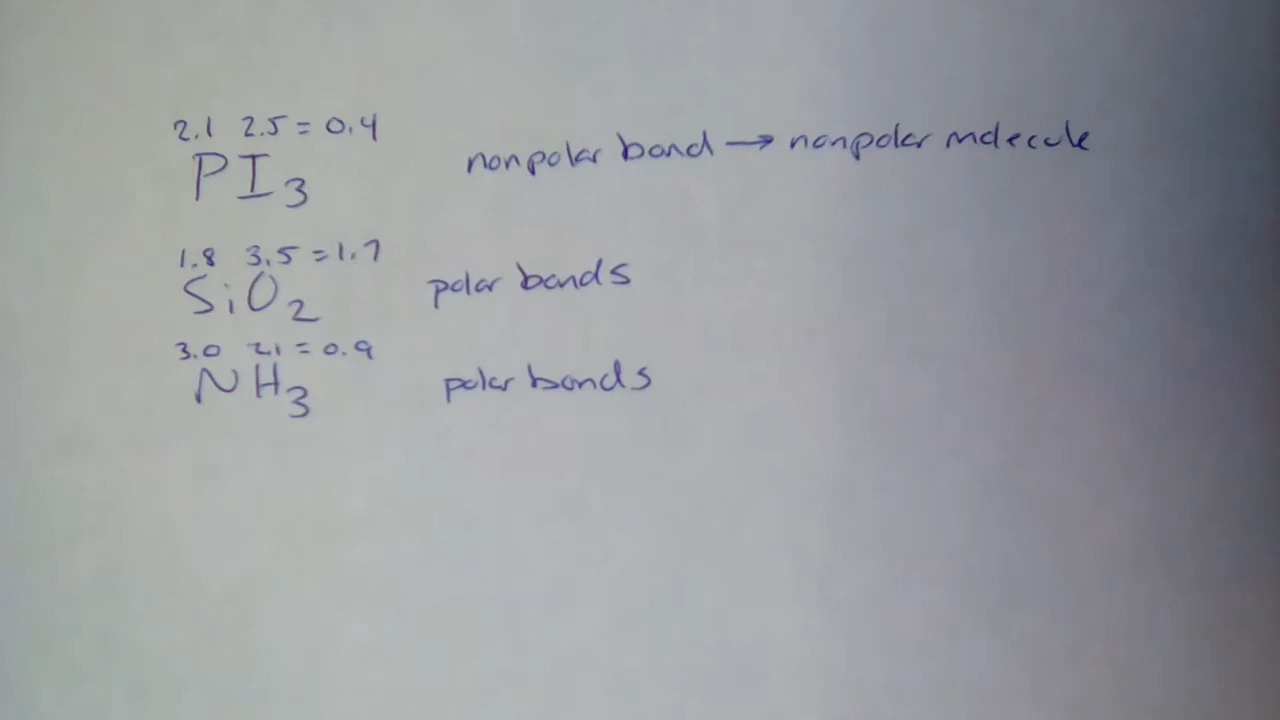 2.1 2.5 = 0.4
PI3 nonpolar bond → nonpolar molecule
1.8 3.5 = 1.7
SiO2 polar bonds
3.0 2.1 = 0.9
NH3 polar bonds